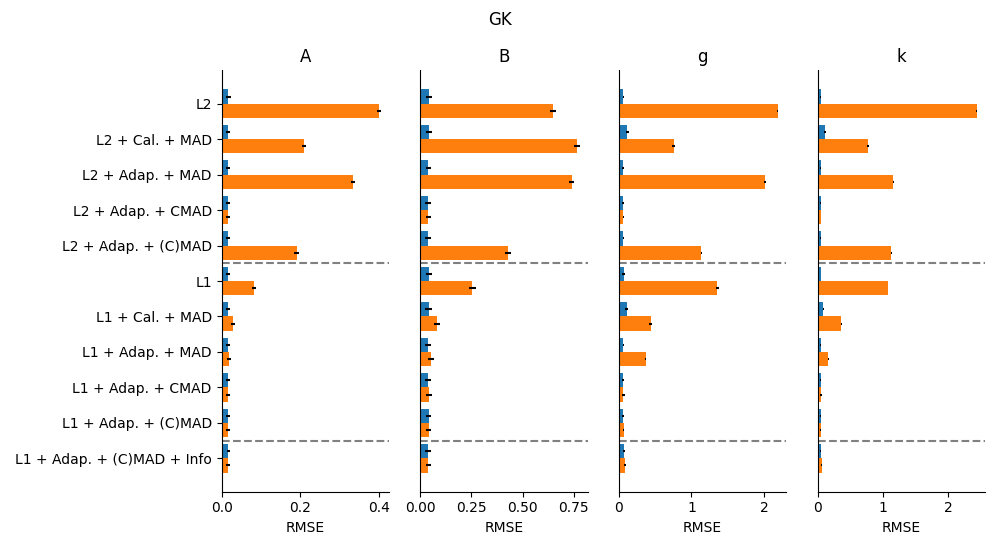 GK
A
B
g
k
L2
L2 + Cal. + MAD
L2 + Adap. + MAD
L2 + Adap. + CMAD
L2 + Adap. + (C)MAD
L1
L1 + Cal. + MAD
L1 + Adap. + MAD
L1 + Adap. + CMAD
L1 + Adap. + (C)MAD
L1 + Adap. + (C)MAD + Info
0.0 0.2 0.4
0.00 0.25 0.50 0.75
0 1 2
0 1 2
RMSE
RMSE
RMSE
RMSE